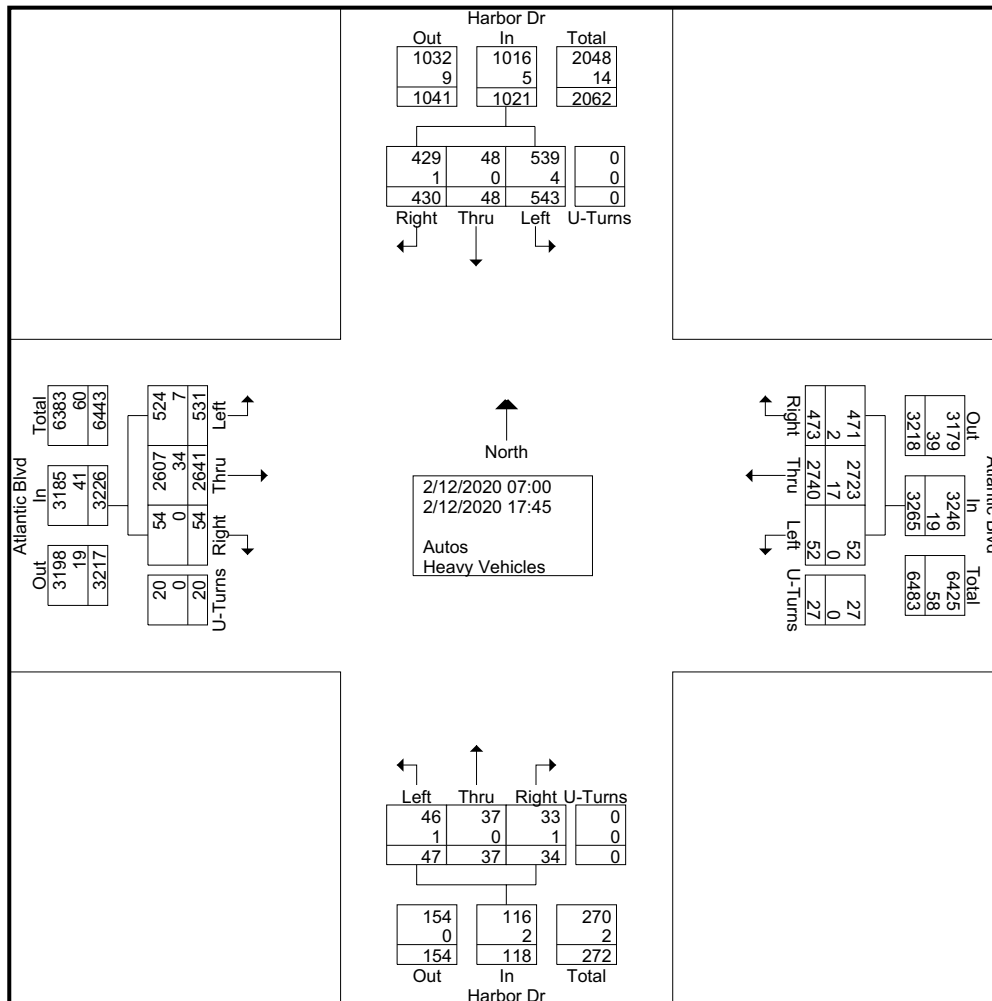 Harbor Dr
Out In Total
1032 1016 2048
9 5 14
1041 1021 2062
429 48 539 0
1 0 4 0
430 48 543 0
Right Thru Left U-Turns
Atlantic Blvd
Total In Out
6383 3185 3198
60 41 19
6443 3226 3217
524 2607 54 20
7 34 0 0
531 2641 54 20
Left Thru Right U-Turns
North
2/12/2020 07:00
2/12/2020 17:45
Autos
Heavy Vehicles
Right Thru Left U-Turns
473 2740 52 27
2 17 0 0
471 2723 52 27
3218 3265 6483
39 19 58
3179 3246 6425
Out In Total
Atlantic Blvd
Left Thru Right U-Turns
46 37 33 0
1 0 1 0
47 37 34 0
154 116 270
0 2 2
154 118 272
Out In Total
Harbor Dr